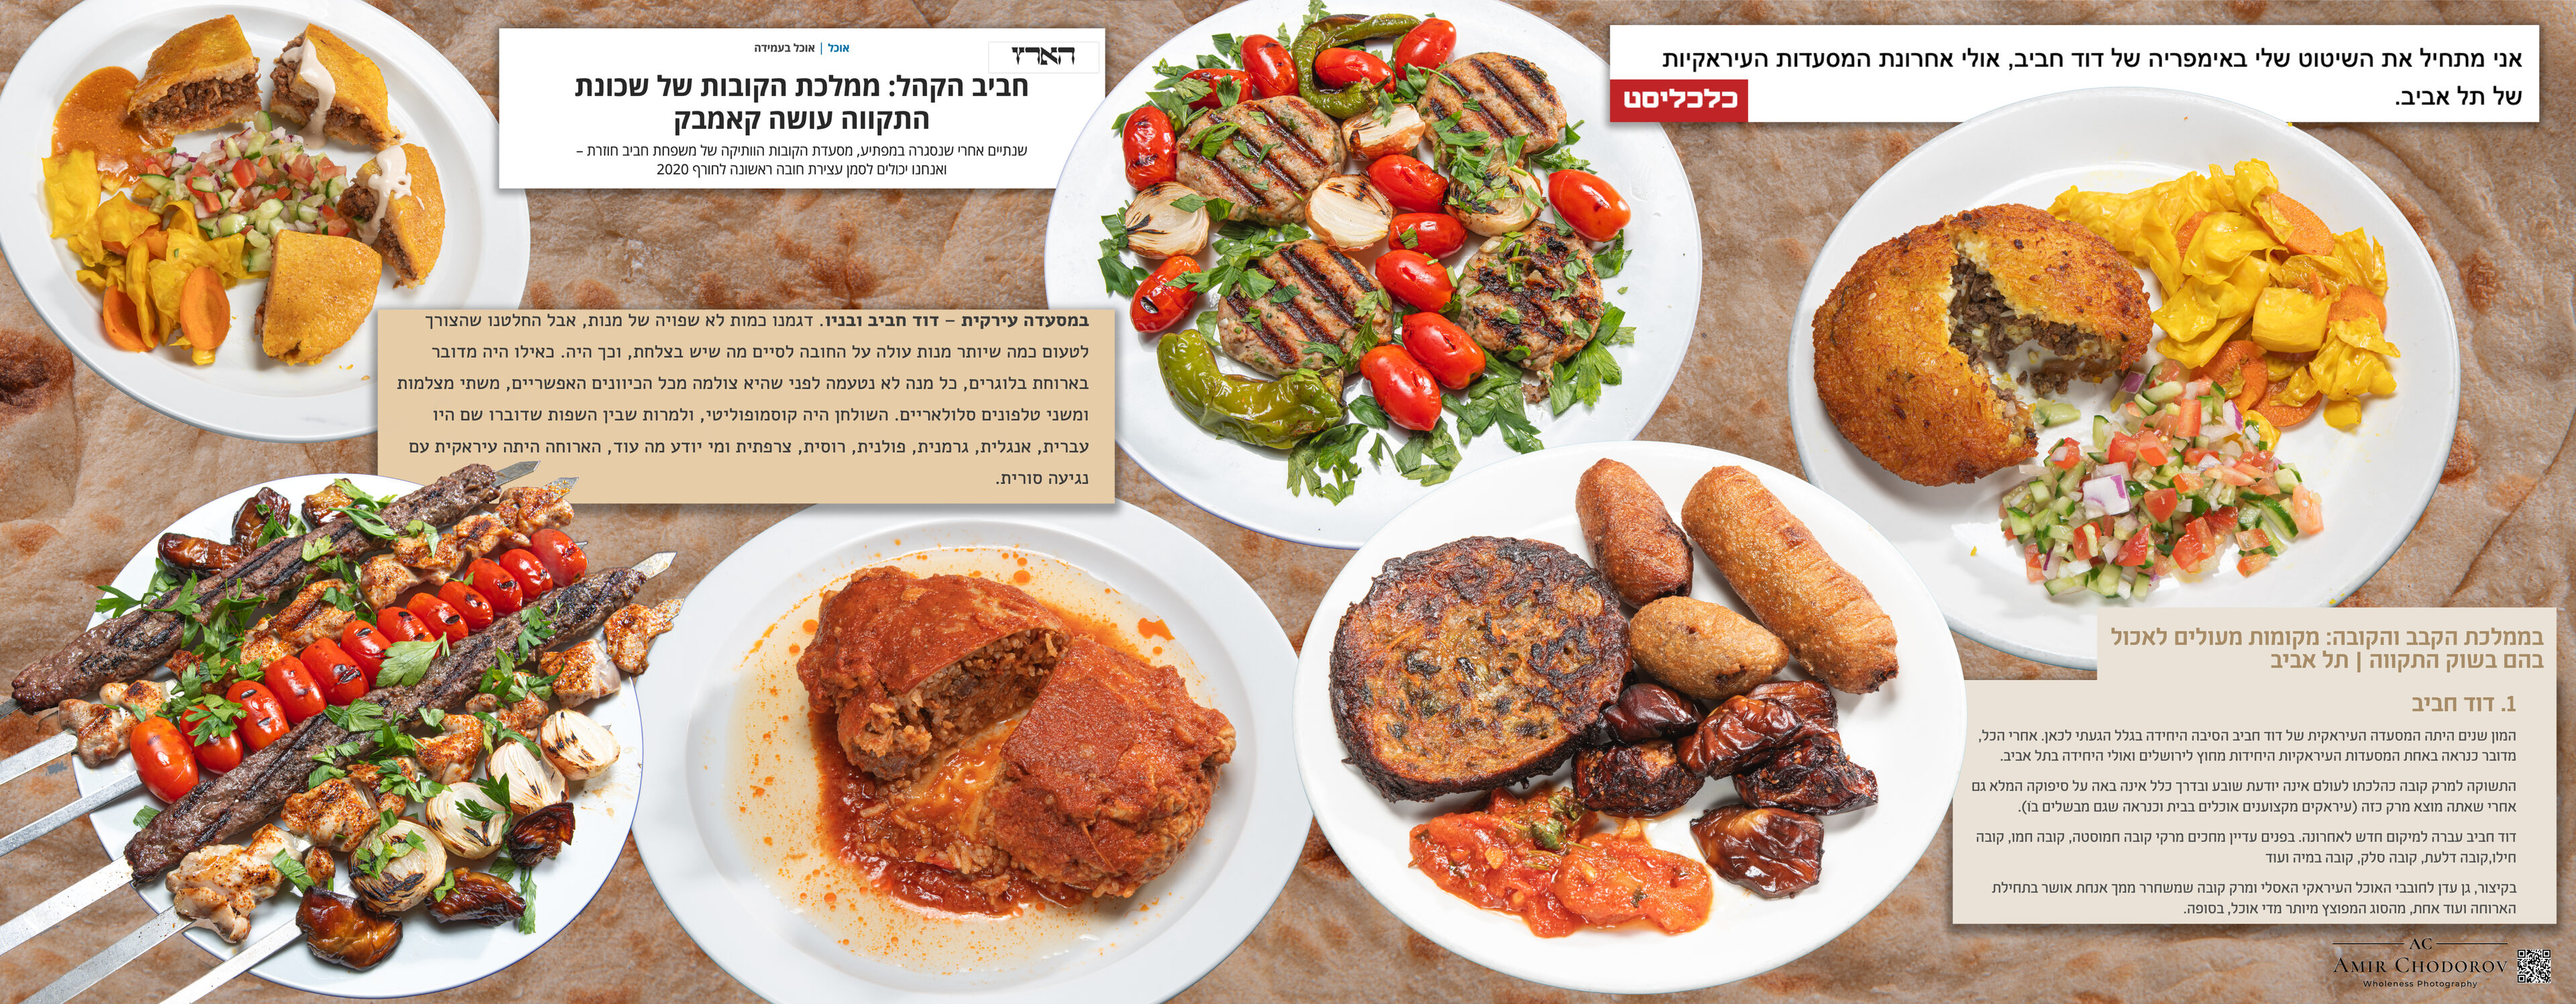 אני מתחיל את השיטוט שלי באימפריה של דוד חביב, אולי אחרונת המסעדות העיראקיות
של תל אביב.
כלכליסט
הארץ
אוכל | אוכל בעמידה
חביב הקהל: ממלכת הקובות של שכונת
התקווה עושה קאמבק
שנתיים אחרי שנסגרה במפתיע, מסעדת הקובות הוותיקה של משפחת חביב חוזרת –
ואנחנו יכולים לסמן עצירת חובה ראשונה לחורף 2020
במסעדה עירקית – דוד חביב ובניו. דגמנו כמות לא שפויה של מנות, אבל החלטנו שהצורך
לטעום כמה שיותר מנות עולה על החובה לסיים מה שיש בצלחת, וכך היה. כאילו היה מדובר
בארוחת בלוגרים, כל מנה לא נטעמה לפני שהיא צולמה מכל הכיוונים האפשריים, משתי מצלמות
ומשני טלפונים סלולאריים. השולחן היה קוסמופוליטי, ולמרות שבין השפות שדוברו שם היו
עברית, אנגלית, גרמנית, פולנית, רוסית, צרפתית ומי יודע מה עוד, הארוחה היתה עיראקית עם
נגיעה סורית.
בממלכת הקבב והקובה: מקומות מעולים לאכול
בהם בשוק התקווה | תל אביב
1. דוד חביב
המון שנים היתה המסעדה העיראקית של דוד חביב הסיבה היחידה בגלל הגעתי לכאן. אחרי הכל,
מדובר כנראה באחת המסעדות העיראקיות היחידות מחוץ לירושלים ואולי היחידה בתל אביב.
התשוקה למרק קובה כהלכתו לעולם אינה יודעת שובע ובדרך כלל אינה באה על סיפוקה המלא גם
אחרי שאתה מוצא מרק כזה (עיראקים מקצוענים אוכלים בבית וכנראה שגם מבשלים בו).
דוד חביב עברה למיקום חדש לאחרונה. בפנים עדיין מחכים מרקי קובה חמוסטה, קובה חמו, קובה
חילו,קובה דלעת, קובה סלק, קובה במיה ועוד
בקיצור, גן עדן לחובבי האוכל העיראקי האסלי ומרק קובה שמשחרר ממך אנחת אושר בתחילת
הארוחה ועוד אחת, מהסוג המפוצץ מיותר מדי אוכל, בסופה.
AC
AMIR CHODOROV
Wholeness Photography